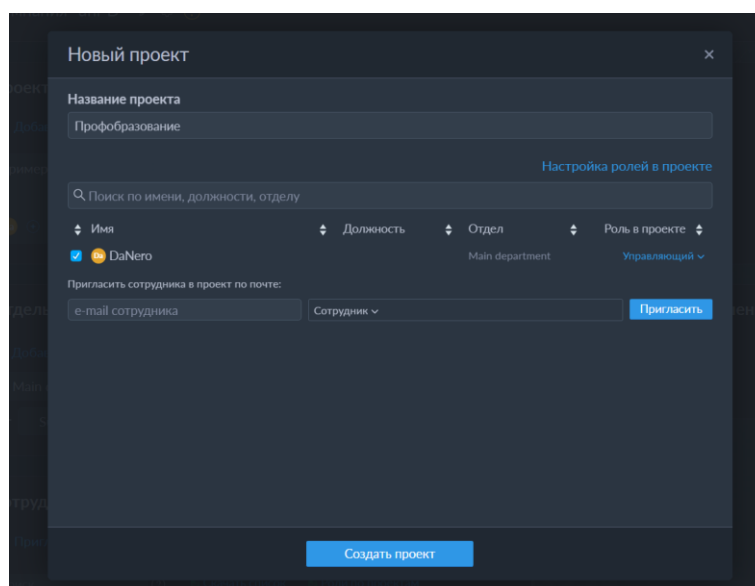 Новый проект
Название проекта
Профобразование
Настройка ролей в проекте
Поиск по имени, должности, отделу
Имя Должность Отдел Роль в проекте
Da DaNero Main department Управляющий
Пригласить сотрудника в проект по почте:
e-mail сотрудника Сотрудник Пригласить
Создать проект